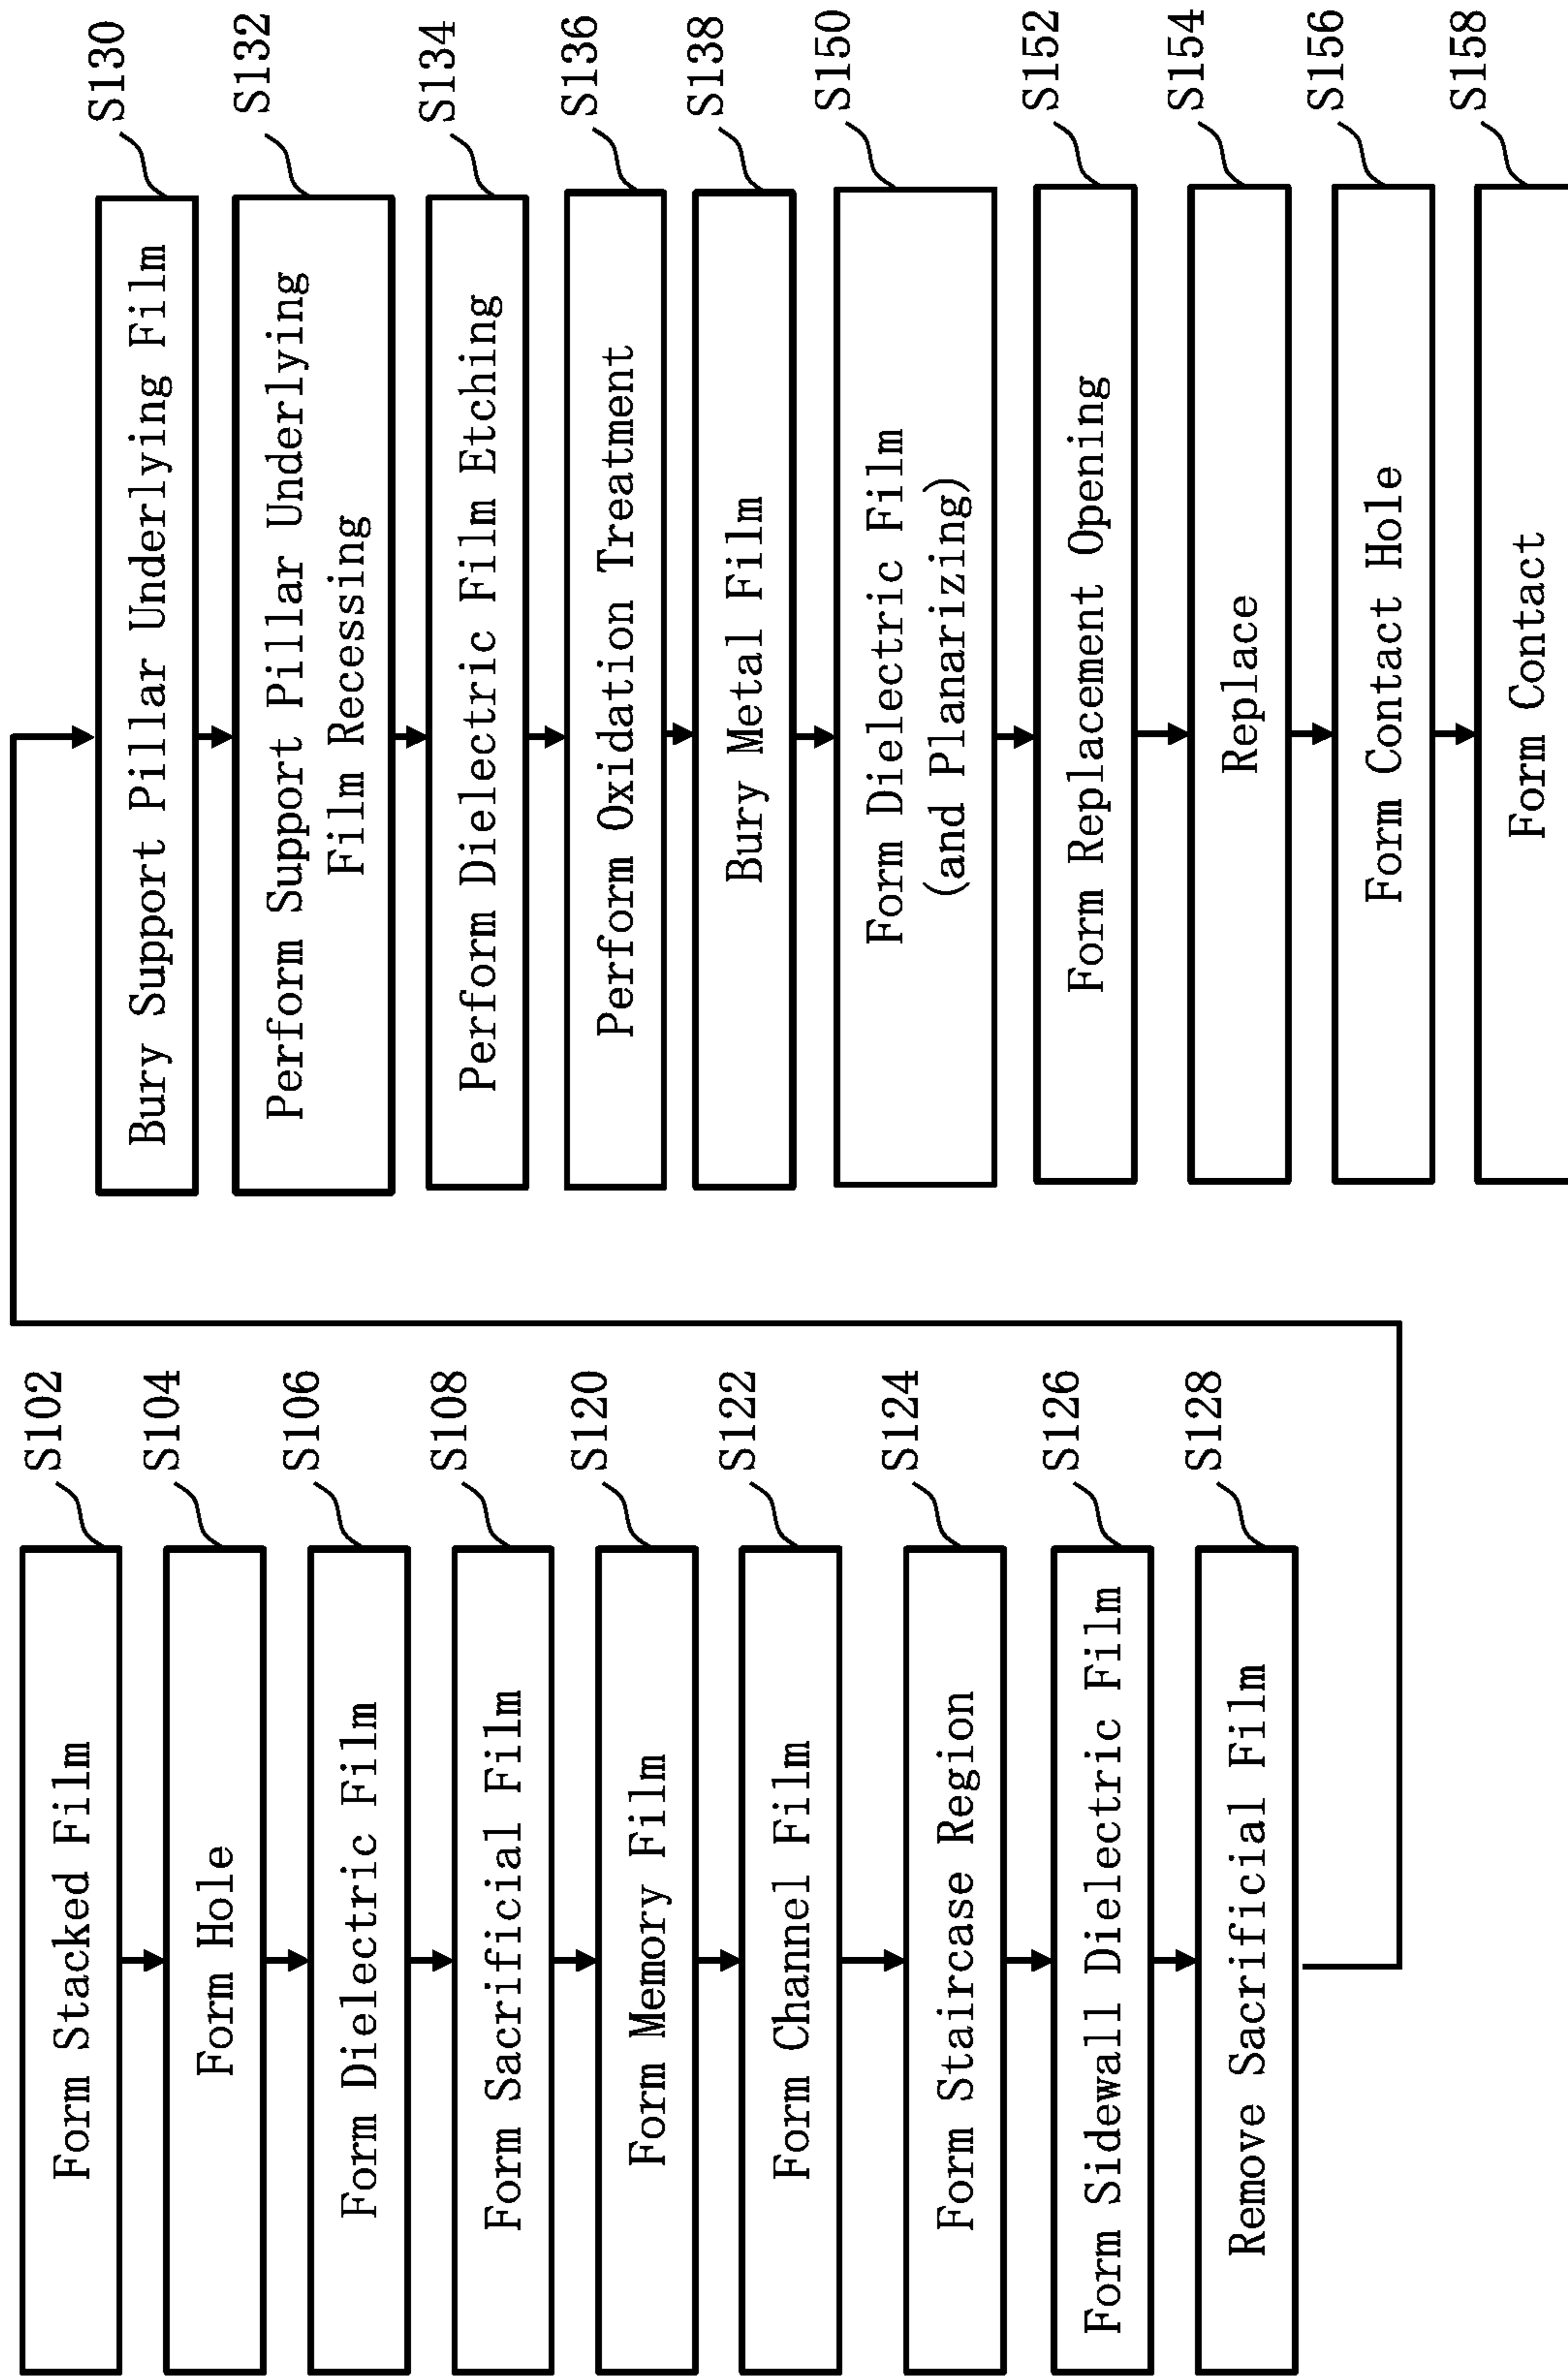 Form Stacked Film
S102
Form Hole
S104
Form Dielectric Film
S106
Form Sacrificial Film
S108
Form Memory Film
S120
Form Channel Film
S122
Form Staircase Region
S124
Form Sidewall Dielectric Film
S126
Remove Sacrificial Film
S128
Bury Support Pillar Underlying Film
S130
Perform Support Pillar Underlying
Film Recessing
S132
Perform Dielectric Film Etching
S134
Perform Oxidation Treatment
S136
Bury Metal Film
S138
Form Dielectric Film
(and Planarizing)
S150
Form Replacement Opening
S152
Replace
S154
Form Contact Hole
S156
Form Contact
S158